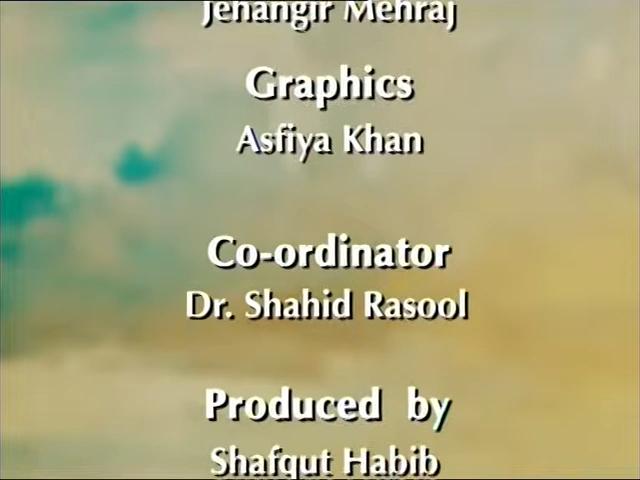 Jehangir Mehraj
Graphics
Asfiya Khan
Co-ordinator
Dr. Shahid Rasool
Produced by
Shafqut Habib